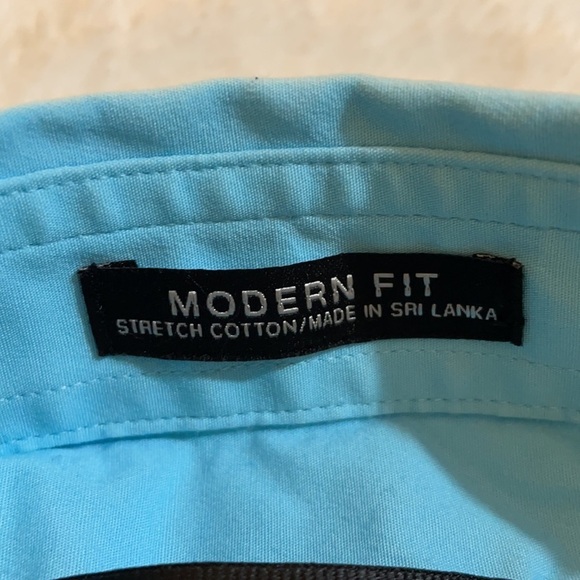 MODERN FIT
STRETCH COTTON/MADE IN SRI LANKA